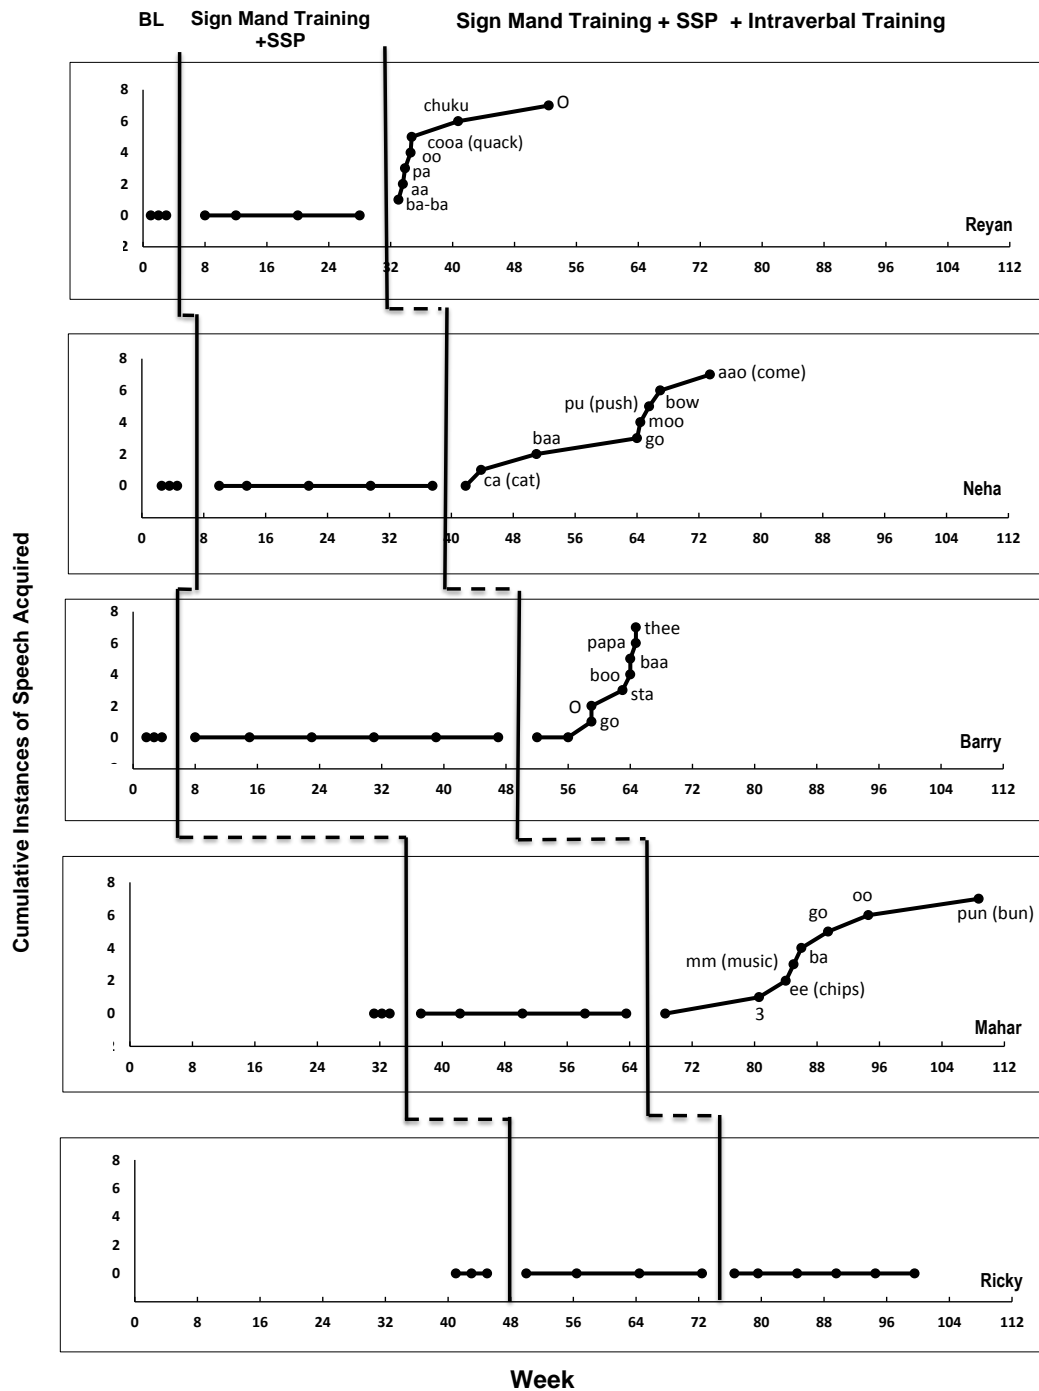 BL Sign Mand Training Sign Mand Training + SSP + Intraverbal Training
+SSP
Cumulative Instances of Speech Acquired
8
6
4
2
0
2
chuku
O
cooa (quack)
oo
pa
aa
ba-ba
Reyan
0 8 16 24 32 40 48 56 64 72 80 88 96 104 112
8
6
4
2
0
aao (come)
pu (push)
bow
moo
baa
go
ca (cat)
Neha
0 8 16 24 32 40 48 56 64 72 80 88 96 104 112
8
6
4
2
0
thee
papa
baa
boo
sta
O
go
Barry
0 8 16 24 32 40 48 56 64 72 80 88 96 104 112
8
6
4
2
0
oo
go
pun (bun)
mm (music)
ba
ee (chips)
3
Mahar
0 8 16 24 32 40 48 56 64 72 80 88 96 104 112
8
6
4
2
0
Ricky
0 8 16 24 32 40 48 56 64 72 80 88 96 104 112
Week